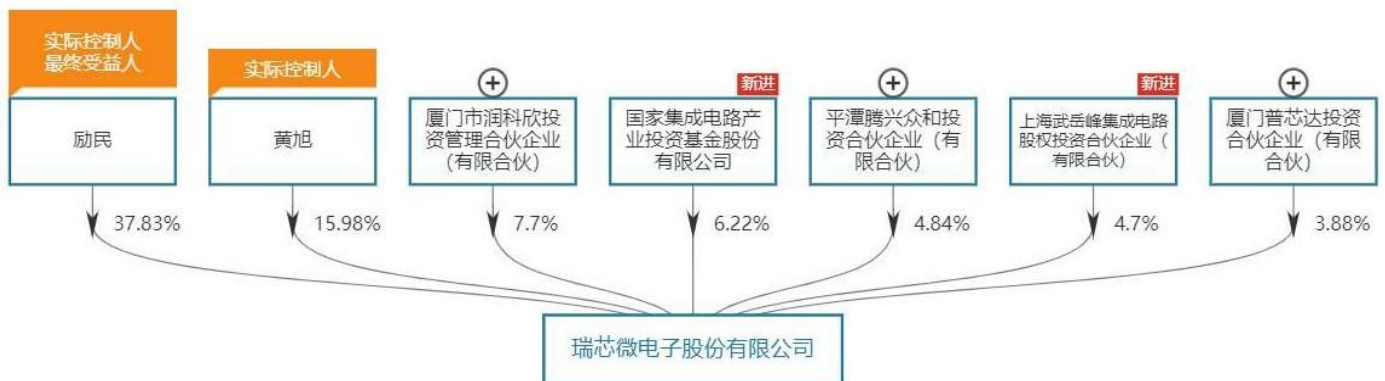 实际控制人
最终受益人
实际控制人
新进
新进
励民
黄旭
厦门市润科欣投
资管理合伙企业
（有限合伙）
国家集成电路产
业投资基金股份
有限公司
平潭腾兴众和投
资合伙企业（有
限合伙）
上海武岳峰集成电路
股权投资合伙企业（
有限合伙）
厦门普芯达投资
合伙企业（有限
合伙）
37.83%
15.98%
7.7%
6.22%
4.84%
4.7%
3.88%
瑞芯微电子股份有限公司